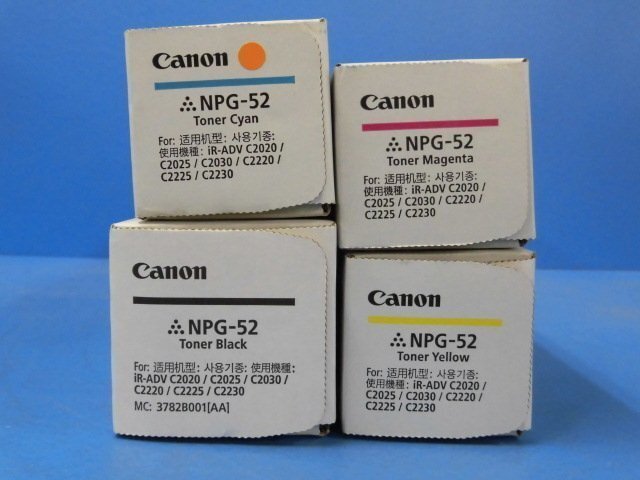 Canon
NPG-52
Toner Cyan
For: 适用机型: 사용기종:
使用機種: iR-ADV C2020 /
C2025 / C2030 / C2220 /
C2225 / C2230
Canon
NPG-52
Toner Magenta
For: 适用机型: 사용기종:
使用機種: iR-ADV C2020 /
C2025 / C2030 / C2220 /
C2225 / C2230
Canon
NPG-52
Toner Black
For: 适用机型: 사용기종: 使用機種:
iR-ADV C2020 / C2025 / C2030 /
C2220 / C2225 / C2230
MC: 3782B001[AA]
Canon
NPG-52
Toner Yellow
For: 适用机型: 사용기종:
使用機種: iR-ADV C2020 /
C2025 / C2030 / C2220 /
C2225 / C2230